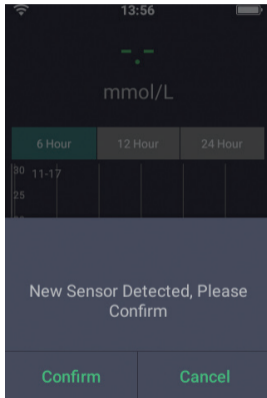 13:56
-.-
mmol/L
6 Hour 12 Hour 24 Hour
30 11-17
25
New Sensor Detected, Please
Confirm
Confirm Cancel